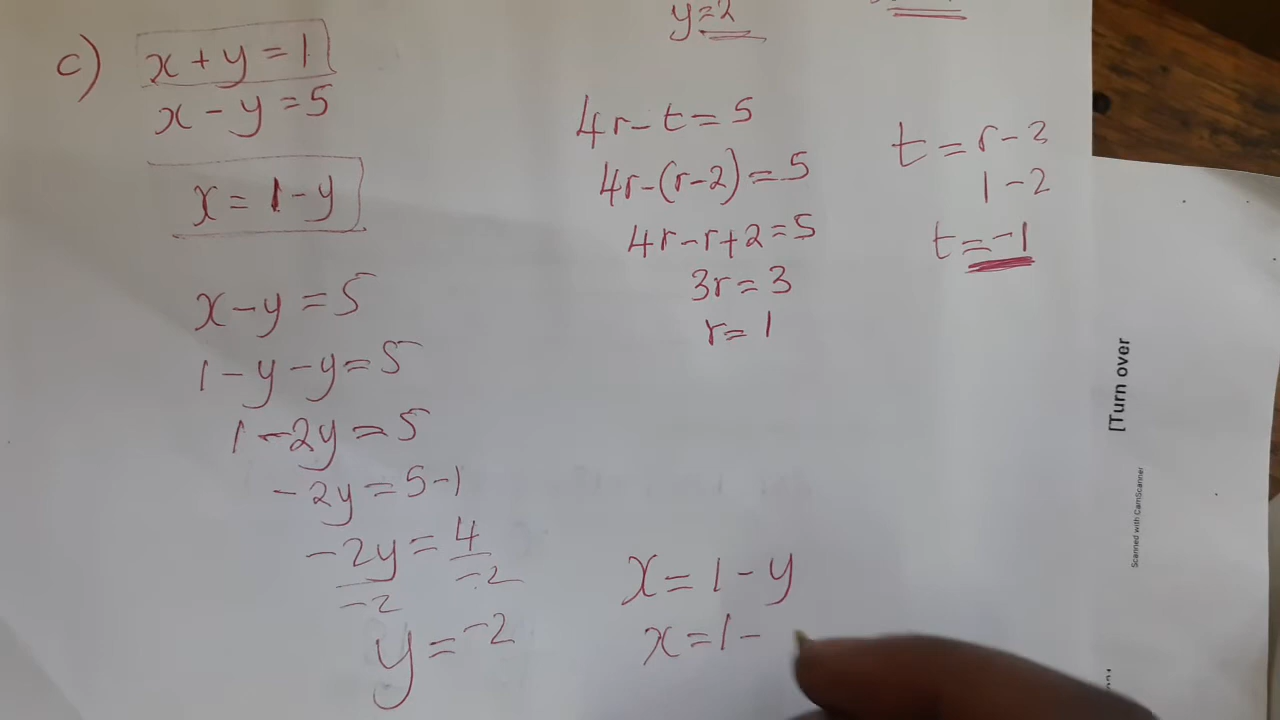 y=2
c) x + y = 1
x - y = 5
x = 1-y
x-y = 5
1-y-y = 5
1-2y = 5
-2y = 5-1
-2y = 4
-2 -2
y = -2
4r - t = 5
4r-(r-2) = 5
4r-r+2 = 5
3r = 3
r = 1
1-2
t = -1
x = 1 - y
x = 1 -
[Turn over
Scanned with CamScanner